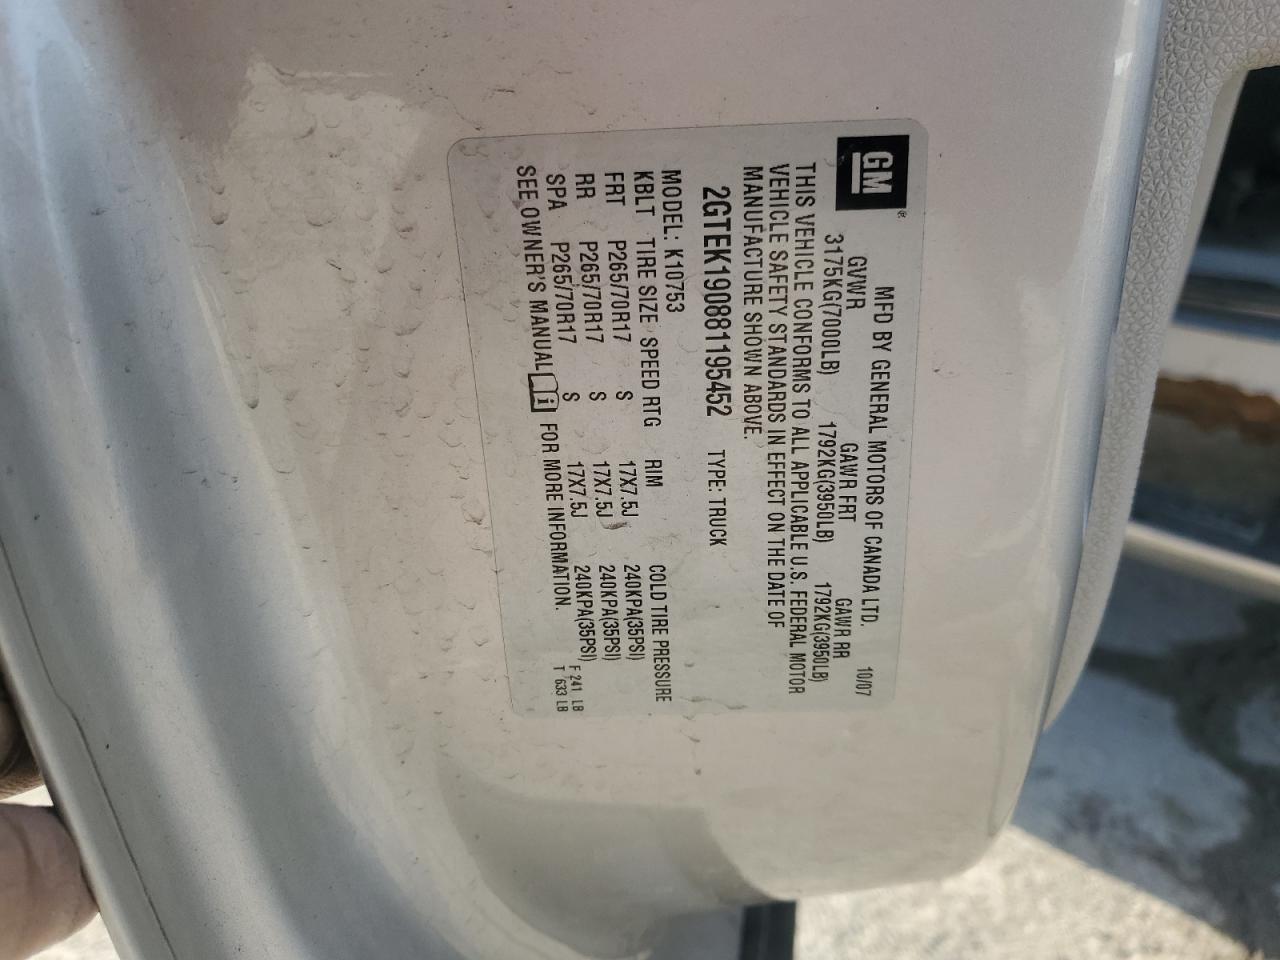 GM®
MFD BY GENERAL MOTORS OF CANADA LTD.
10/07
GVWR GAWR FRT GAWR RR
3175KG(7000LB) 1792KG(3950LB) 1792KG(3950LB)
THIS VEHICLE CONFORMS TO ALL APPLICABLE U.S. FEDERAL MOTOR
VEHICLE SAFETY STANDARDS IN EFFECT ON THE DATE OF
MANUFACTURE SHOWN ABOVE.
2GTEK190881195452 TYPE: TRUCK
MODEL: K10753
KBLT TIRE SIZE SPEED RTG RIM COLD TIRE PRESSURE
FRT P265/70R17 S 17X7.5J 240KPA(35PSI)
RR P265/70R17 S 17X7.5J 240KPA(35PSI)
SPA P265/70R17 S 17X7.5J 240KPA(35PSI)
SEE OWNER'S MANUAL i FOR MORE INFORMATION.
F 241 LB
T 633 LB